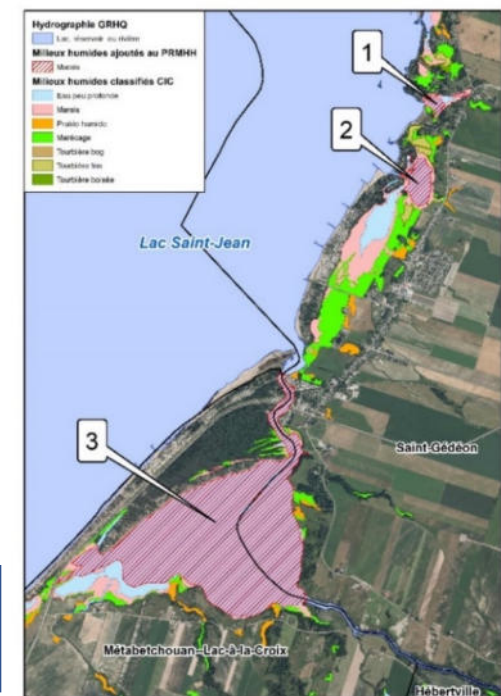 Hydrographie GRHQ
Lac, réservoir ou rivière
Milieux humides ajoutés au PRMHH
Marais
Milieux humides classifiés CIC
Eau peu profonde
Marais
Prairie humide
Marécage
Tourbière bog
Tourbière fen
Tourbière boisée
1
2
Lac Saint-Jean
3
Saint-Gédéon
Métabetchouan–Lac-à-la-Croix
Hébertville